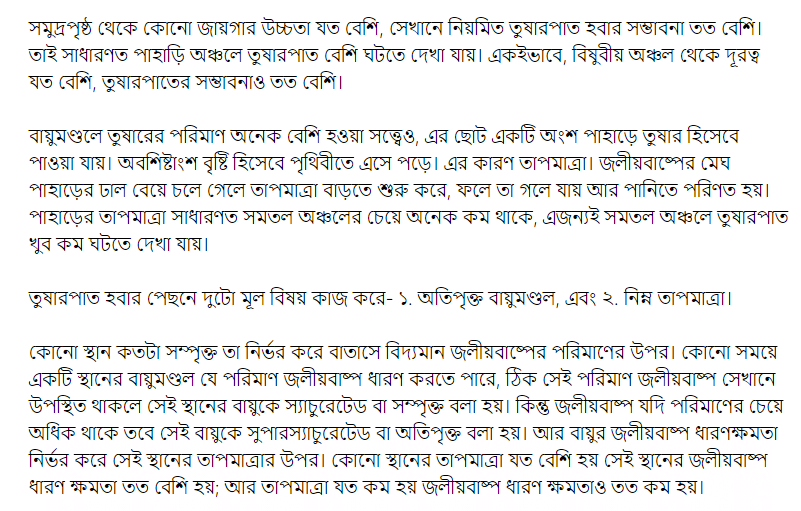 সমুদ্রপৃষ্ঠ থেকে কোনো জায়গার উচ্চতা যত বেশি, সেখানে নিয়মিত তুষারপাত হবার সম্ভাবনা তত বেশি।
তাই সাধারণত পাহাড়ি অঞ্চলে তুষারপাত বেশি ঘটতে দেখা যায়। একইভাবে, বিষুবীয় অঞ্চল থেকে দূরত্ব
যত বেশি, তুষারপাতের সম্ভাবনাও তত বেশি।
বায়ুমণ্ডলে তুষারের পরিমাণ অনেক বেশি হওয়া সত্ত্বেও, এর ছোট একটি অংশ পাহাড়ে তুষার হিসেবে
পাওয়া যায়। অবশিষ্টাংশ বৃষ্টি হিসেবে পৃথিবীতে এসে পড়ে। এর কারণ তাপমাত্রা। জলীয়বাষ্পের মেঘ
পাহাড়ের ঢাল বেয়ে চলে গেলে তাপমাত্রা বাড়তে শুরু করে, ফলে তা গলে যায় আর পানিতে পরিণত হয়।
পাহাড়ের তাপমাত্রা সাধারণত সমতল অঞ্চলের চেয়ে অনেক কম থাকে, এজন্যই সমতল অঞ্চলে তুষারপাত
খুব কম ঘটতে দেখা যায়।
তুষারপাত হবার পেছনে দুটো মূল বিষয় কাজ করে- ১. অতিপৃক্ত বায়ুমণ্ডল, এবং ২. নিম্ন তাপমাত্রা।
কোনো স্থান কতটা সম্পৃক্ত তা নির্ভর করে বাতাসে বিদ্যমান জলীয়বাষ্পের পরিমাণের উপর। কোনো সময়ে
একটি স্থানের বায়ুমণ্ডল যে পরিমাণ জলীয়বাষ্প ধারণ করতে পারে, ঠিক সেই পরিমাণ জলীয়বাষ্প সেখানে
উপস্থিত থাকলে সেই স্থানের বায়ুকে স্যাচুরেটেড বা সম্পৃক্ত বলা হয়। কিন্তু জলীয়বাষ্প যদি পরিমাণের চেয়ে
অধিক থাকে তবে সেই বায়ুকে সুপারস্যাচুরেটেড বা অতিপৃক্ত বলা হয়। আর বায়ুর জলীয়বাষ্প ধারণক্ষমতা
নির্ভর করে সেই স্থানের তাপমাত্রার উপর। কোনো স্থানের তাপমাত্রা যত বেশি হয় সেই স্থানের জলীয়বাষ্প
ধারণ ক্ষমতা তত বেশি হয়; আর তাপমাত্রা যত কম হয় জলীয়বাষ্প ধারণ ক্ষমতাও তত কম হয়।